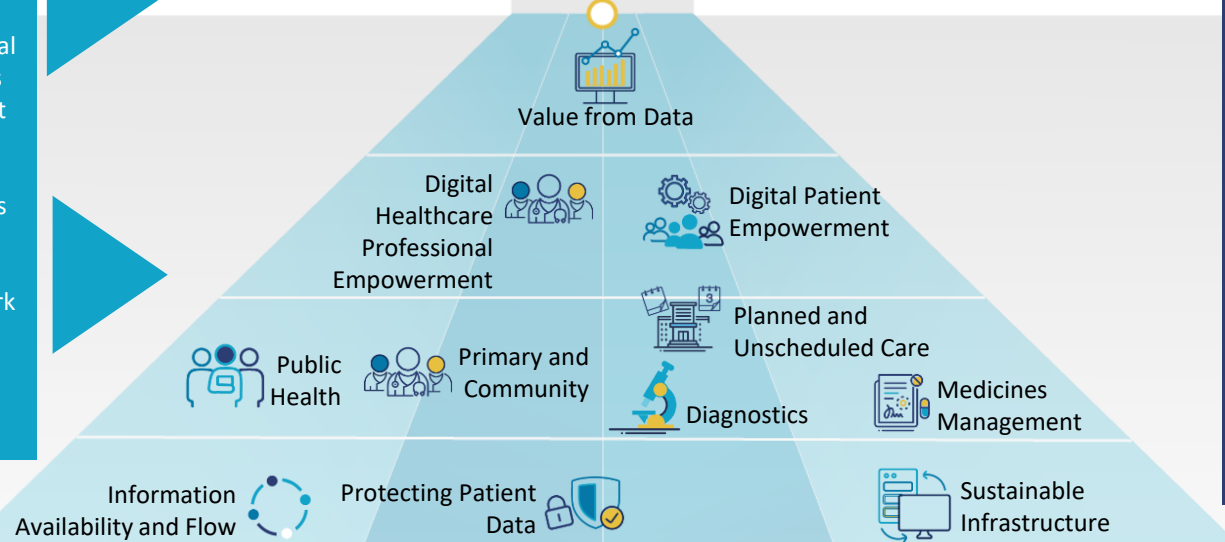 Value from Data
Digital
Healthcare
Professional
Empowerment
Digital Patient
Empowerment
Planned and
Unscheduled Care
Public
Health
Primary and
Community
3
Diagnostics
Medicines
Management
Information
Availability and Flow
Protecting Patient
Data
Sustainable
Infrastructure